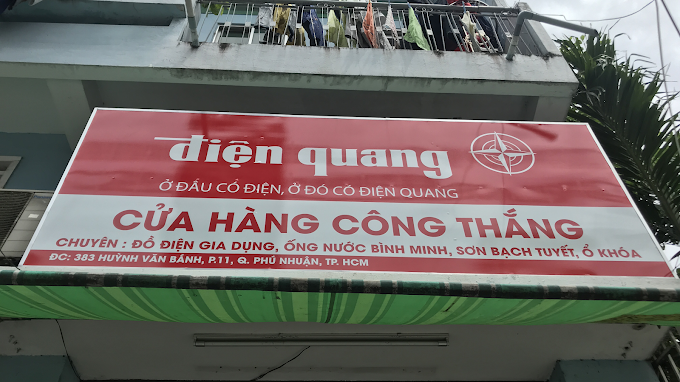 điện quang
Ở ĐÂU CÓ ĐIỆN, Ở ĐÓ CÓ ĐIỆN QUANG
CỬA HÀNG CÔNG THẮNG
CHUYÊN : ĐỒ ĐIỆN GIA DỤNG, ỐNG NƯỚC BÌNH MINH, SƠN BẠCH TUYẾT, Ổ KHÓA
ĐC: 383 HUỲNH VĂN BÁNH, P.11, Q. PHÚ NHUẬN, TP. HCM